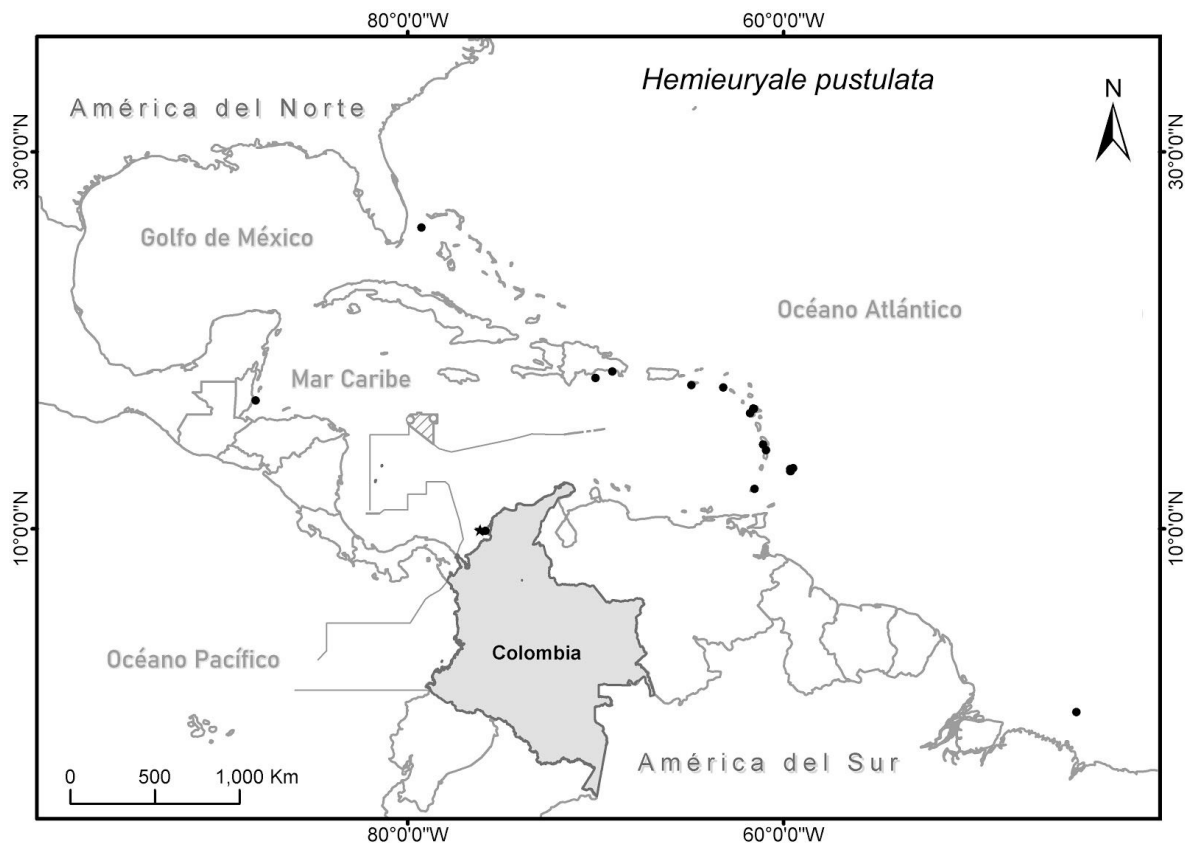 80°0'0"W
60°0'0"W
Hemieuryale pustulata
América del Norte
N
30°0'0"N
30°0'0"N
Golfo de México
Océano Atlántico
Mar Caribe
10°0'0"N
10°0'0"N
Océano Pacífico
Colombia
América del Sur
0 500 1,000 Km
80°0'0"W
60°0'0"W